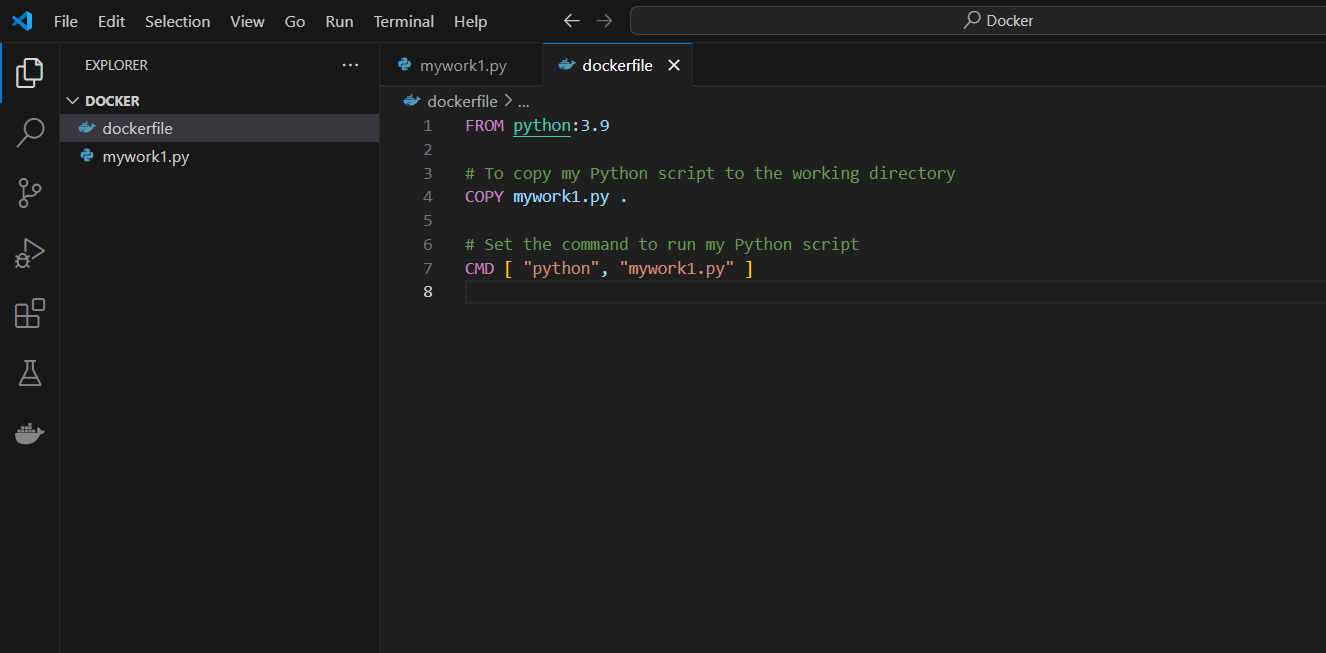 File Edit Selection View Go Run Terminal Help
Docker
EXPLORER ...
DOCKER
dockerfile
mywork1.py
mywork1.py dockerfile
dockerfile > ...
1 FROM python:3.9
2
3 # To copy my Python script to the working directory
4 COPY mywork1.py .
5
6 # Set the command to run my Python script
7 CMD [ "python", "mywork1.py" ]
8